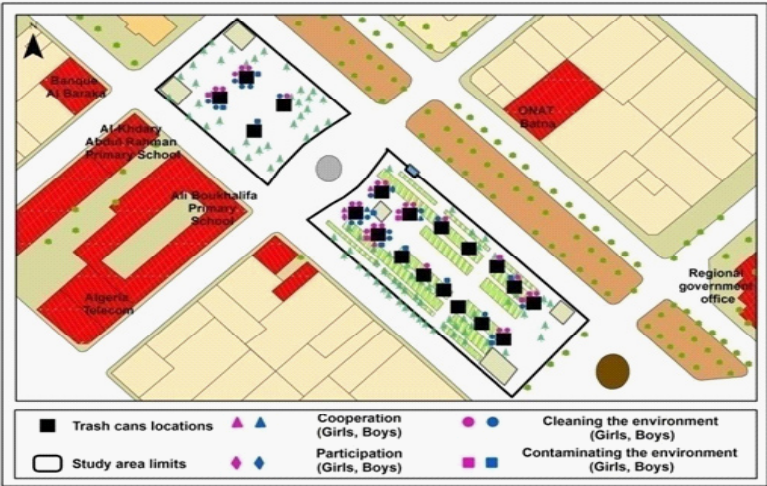 N
Banque
Al Baraka
Al-Khdary
Abdul Rahman
Primary School
Ali Boukhalifa
Primary
School
Algeria
Telecom
ONAT
Batna
Regional
government
office
Trash cans locations
Cooperation
(Girls, Boys)
Cleaning the environment
(Girls, Boys)
Study area limits
Participation
(Girls, Boys)
Contaminating the environment
(Girls, Boys)